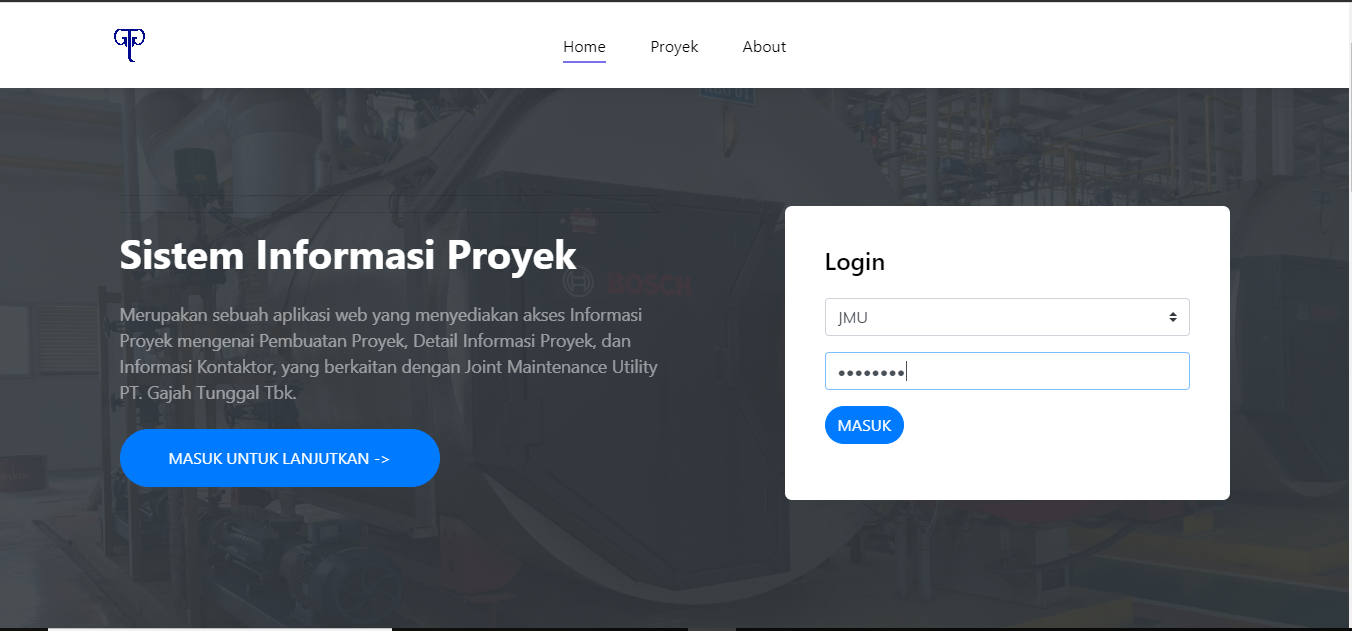 Home
Proyek
About
Sistem Informasi Proyek
Merupakan sebuah aplikasi web yang menyediakan akses Informasi
Proyek mengenai Pembuatan Proyek, Detail Informasi Proyek, dan
Informasi Kontaktor, yang berkaitan dengan Joint Maintenance Utility
PT. Gajah Tunggal Tbk.
MASUK UNTUK LANJUTKAN ->
BOSCH
Login
JMU
••••••••
MASUK